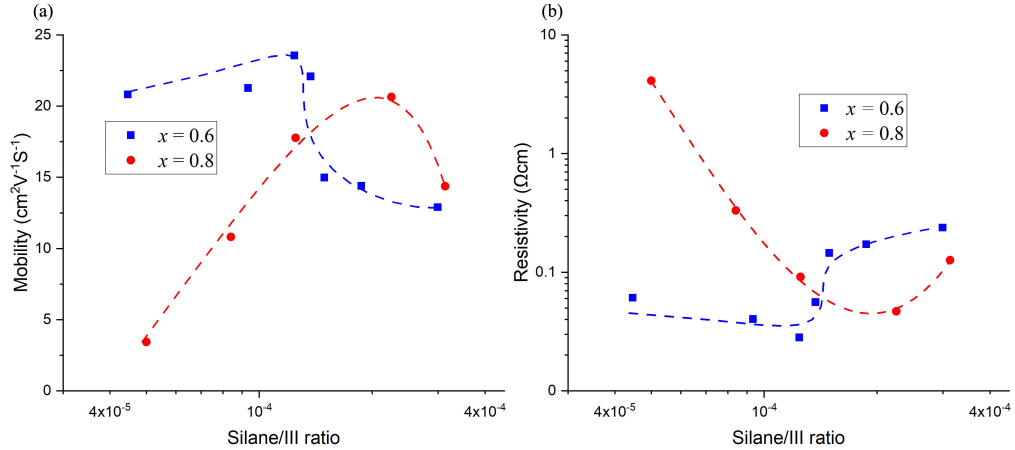 (a)
25
20
15
10
5
0
Mobility (cm²V⁻¹S⁻¹)
x = 0.6
x = 0.8
4x10⁻⁵
10⁻⁴
4x10⁻⁴
Silane/III ratio
(b)
10
1
0.1
0
Resistivity (Ωcm)
x = 0.6
x = 0.8
4x10⁻⁵
10⁻⁴
4x10⁻⁴
Silane/III ratio